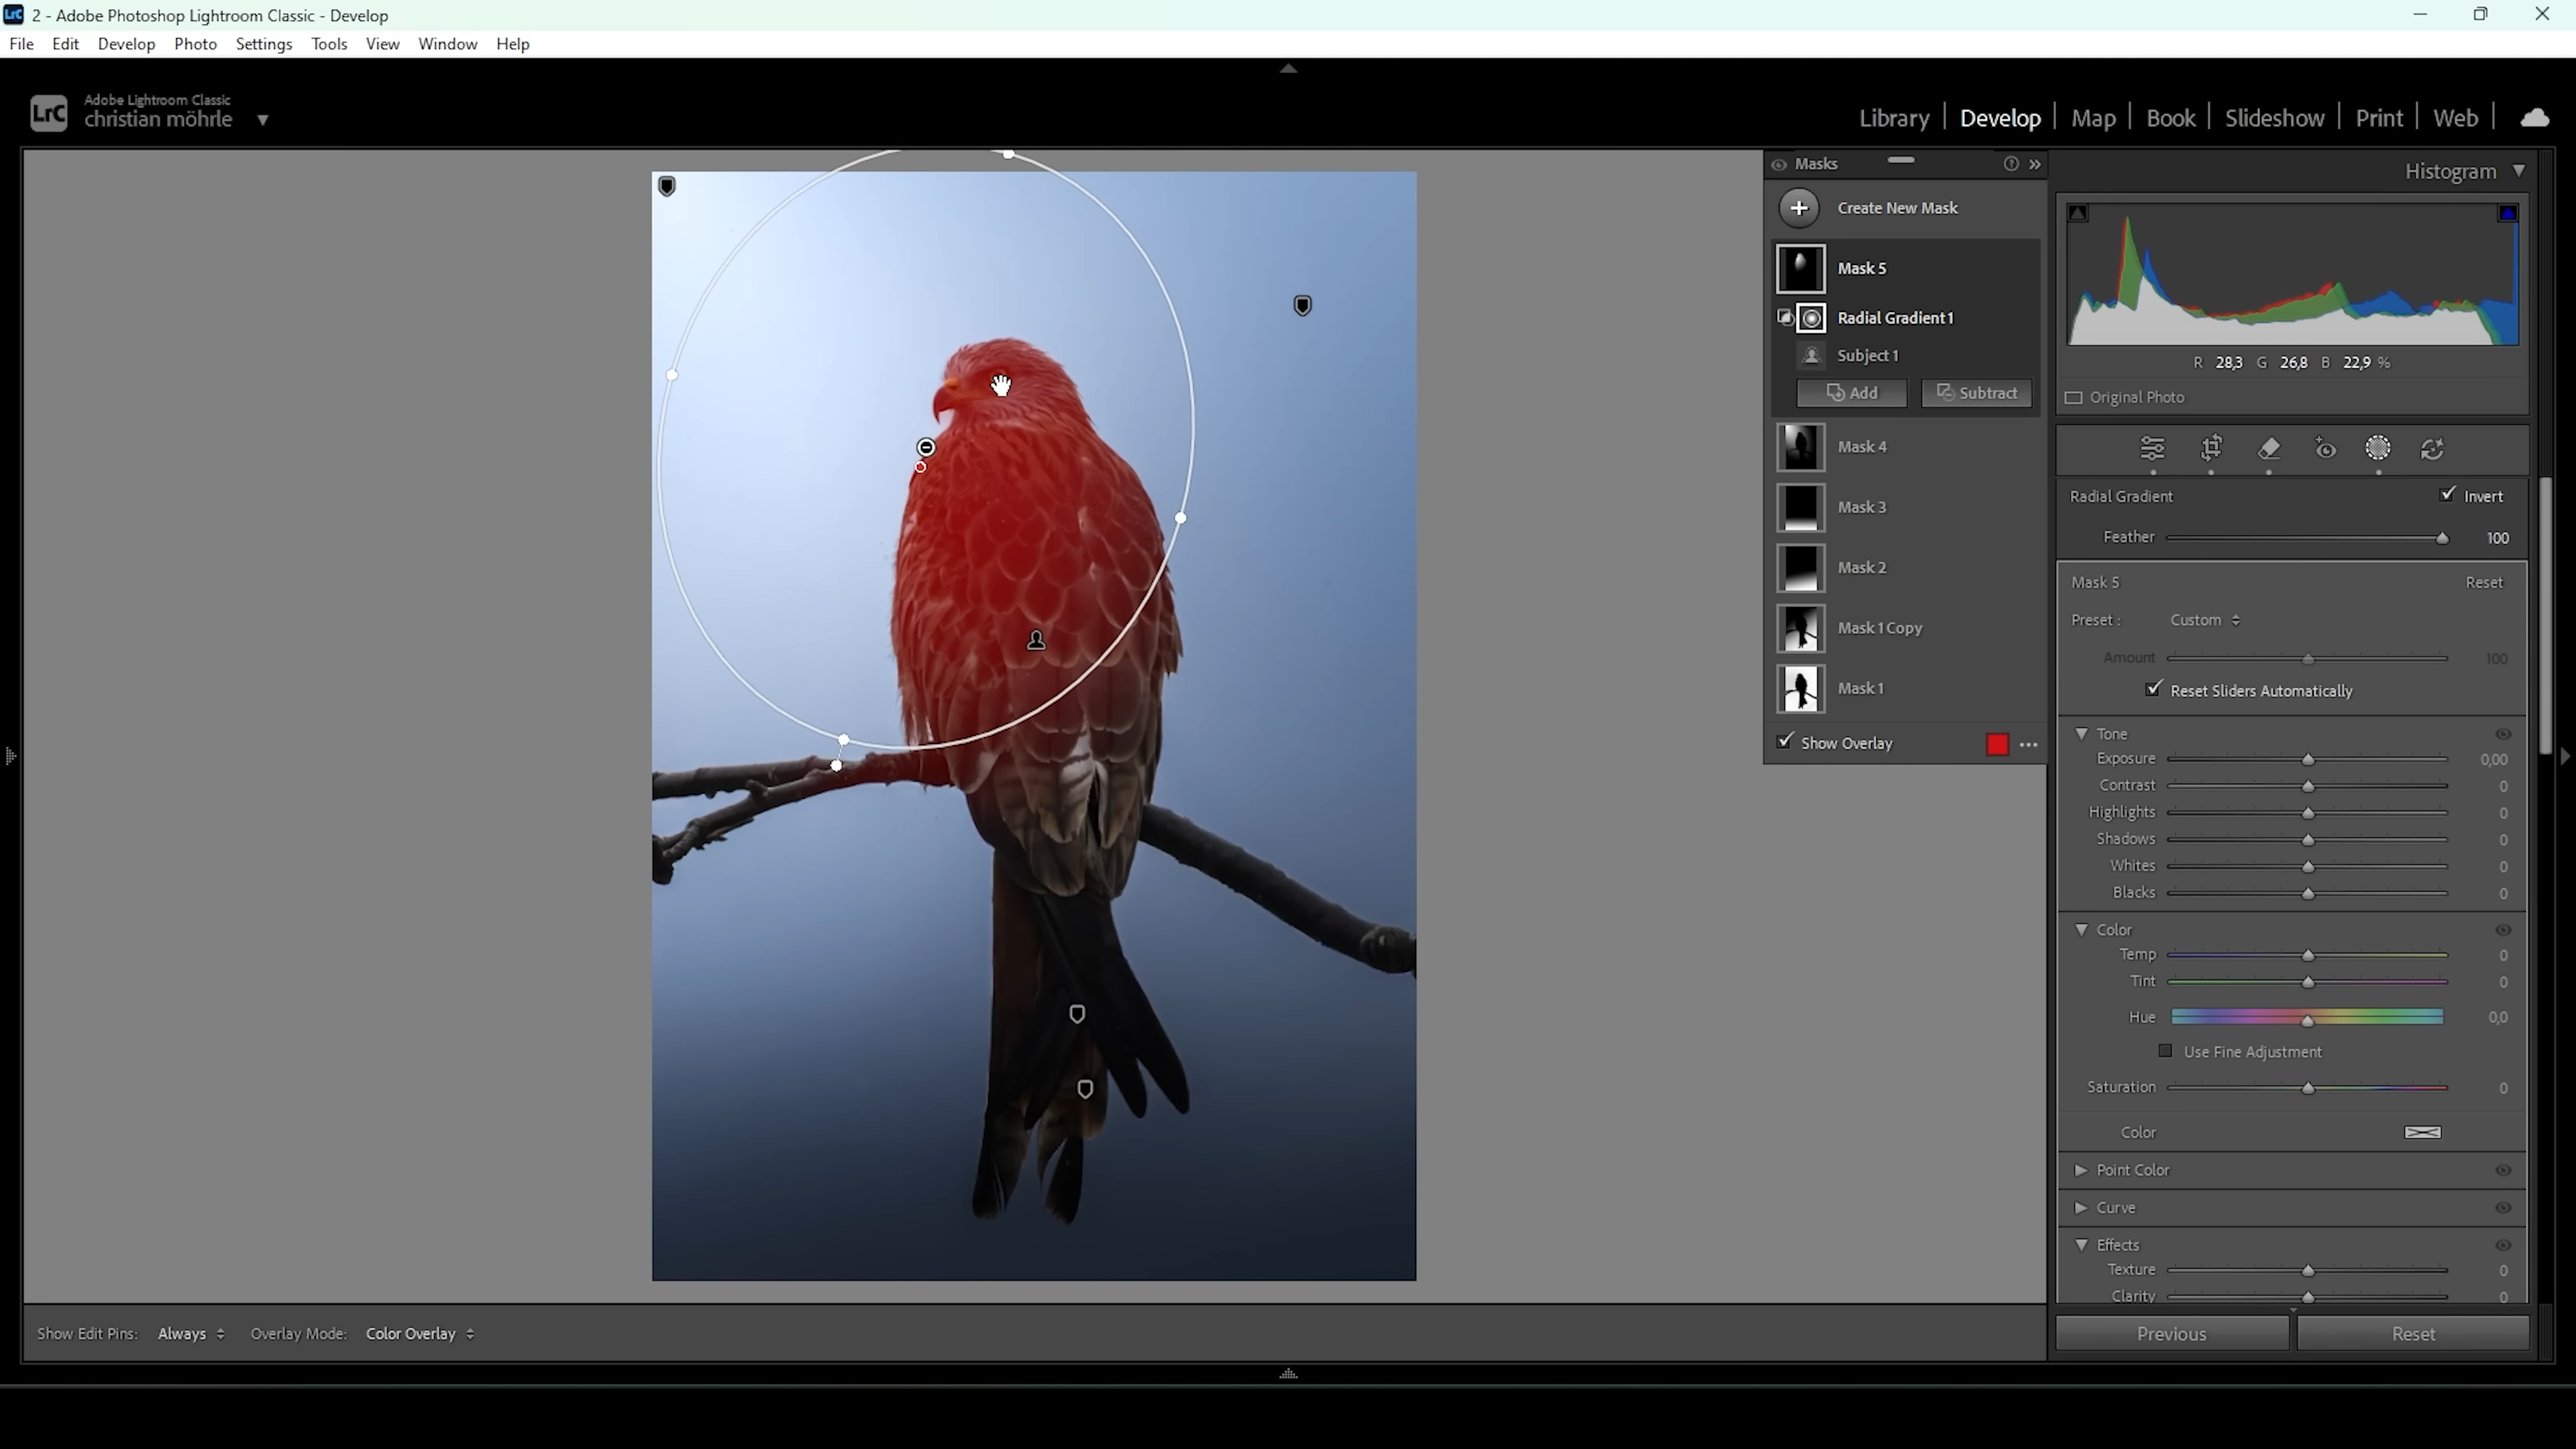 LrC 2 - Adobe Photoshop Lightroom Classic - Develop
File Edit Develop Photo Settings Tools View Window Help
LrC Adobe Lightroom Classic
christian möhrle
Library | Develop | Map | Book | Slideshow | Print | Web |
Masks
Create New Mask
Mask 5
Radial Gradient 1
Subject 1
Add Subtract
Mask 4
Mask 3
Mask 2
Mask 1 Copy
Mask 1
Show Overlay
Histogram
R 28,3 G 26,8 B 22,9 %
Original Photo
Radial Gradient Invert
Feather 100
Mask 5 Reset
Preset : Custom
Amount 100
Reset Sliders Automatically
Tone
Exposure 0,00
Contrast 0
Highlights 0
Shadows 0
Whites 0
Blacks 0
Color
Temp 0
Tint 0
Hue 0,0
Use Fine Adjustment
Saturation 0
Color
Point Color
Curve
Effects
Texture 0
Clarity 0
Previous Reset
Show Edit Pins: Always Overlay Mode: Color Overlay